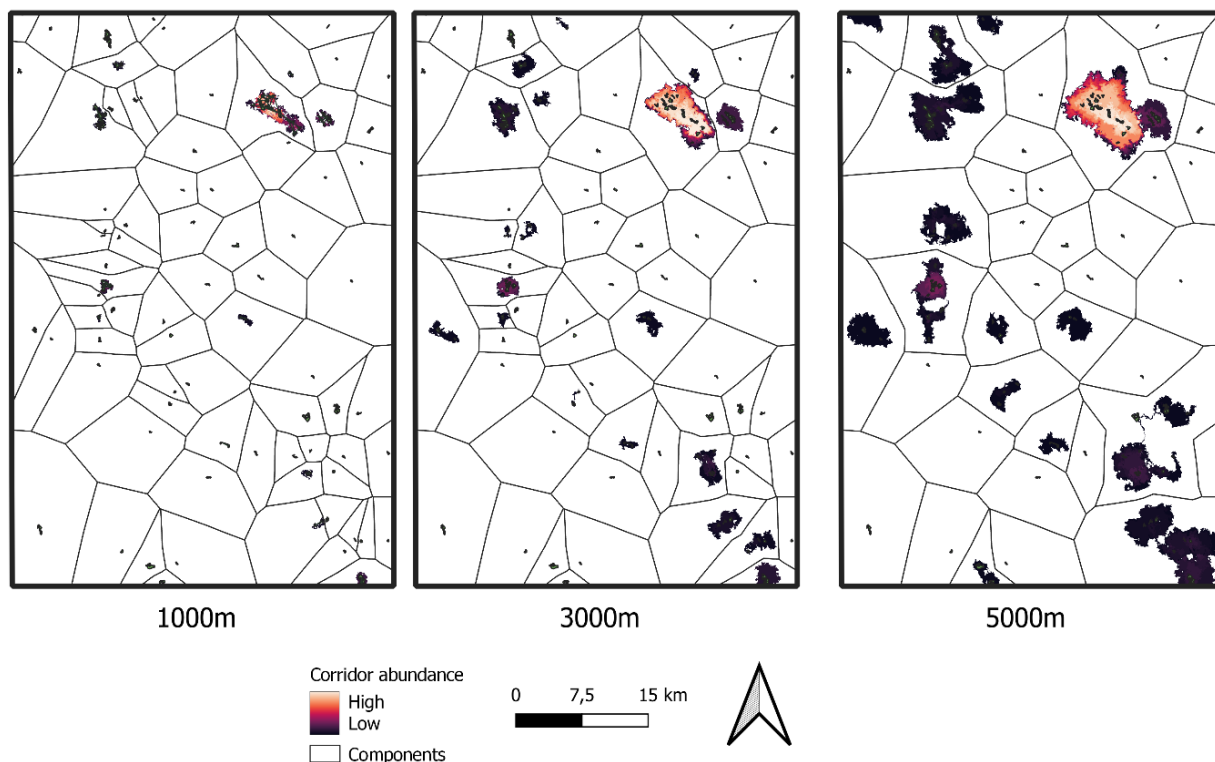 1000m
3000m
5000m
Corridor abundance
High
Low
Components
0 7,5 15 km